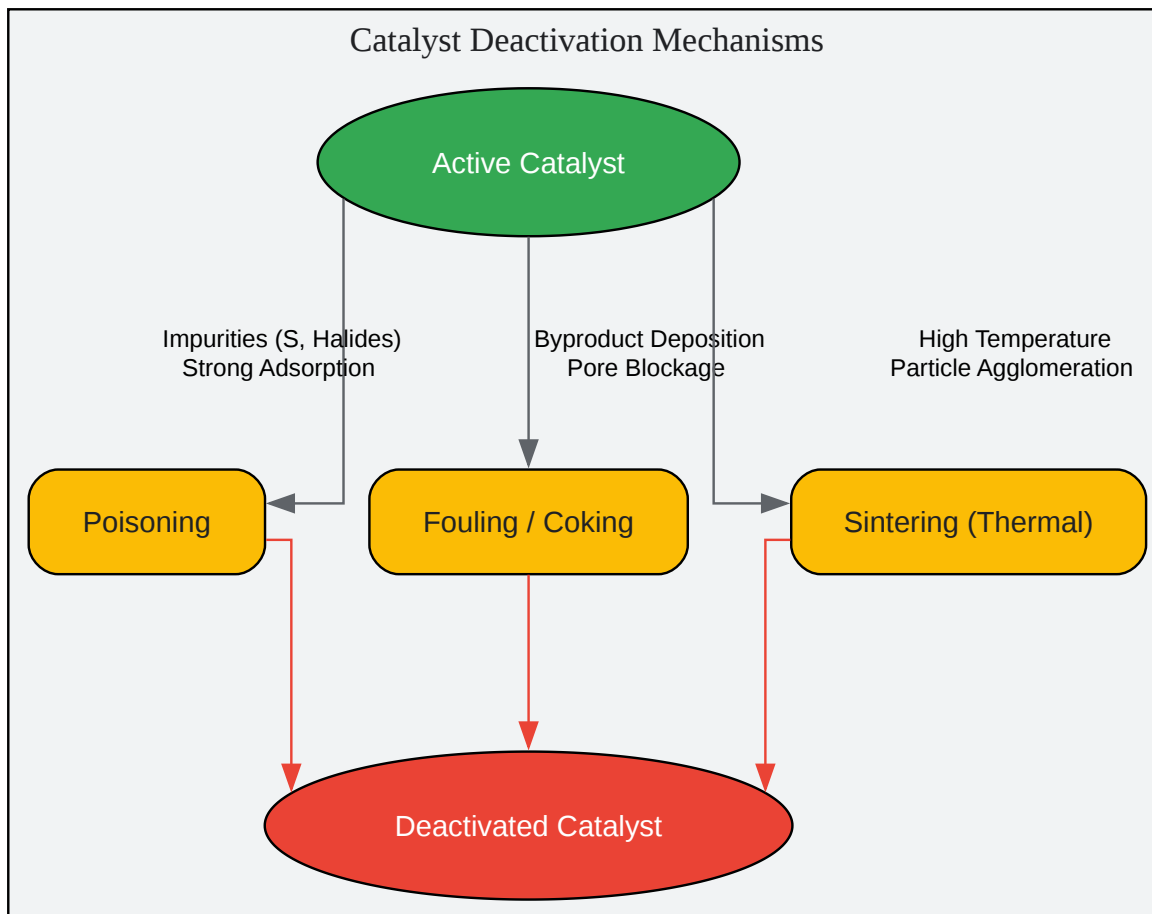 Catalyst Deactivation Mechanisms
Active Catalyst
Impurities (S, Halides)
Strong Adsorption
Byproduct Deposition
Pore Blockage
High Temperature
Particle Agglomeration
Poisoning
Fouling / Coking
Sintering (Thermal)
Deactivated Catalyst